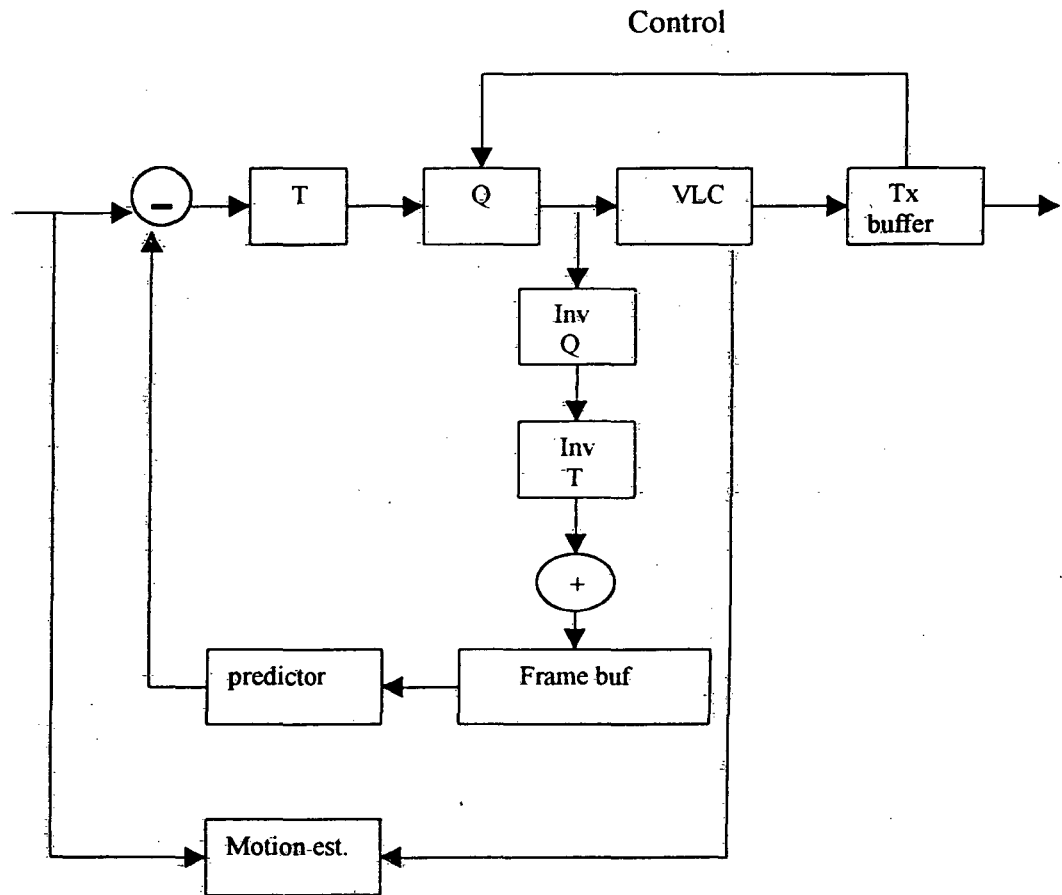 Control
T
Q
VLC
Tx
buffer
Inv
Q
Inv
T
+
predictor
Frame buf
Motion est.